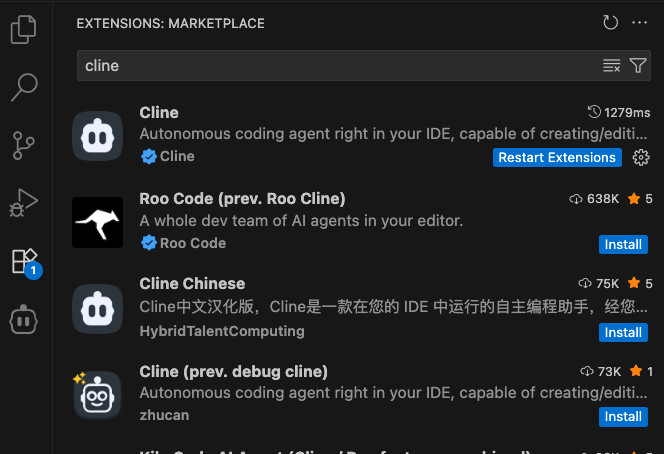 EXTENSIONS: MARKETPLACE
cline
Cline
1279ms
Autonomous coding agent right in your IDE, capable of creating/editi...
Cline
Restart Extensions
Roo Code (prev. Roo Cline)
638K
5
A whole dev team of AI agents in your editor.
Roo Code
Install
Cline Chinese
75K
5
Cline中文汉化版，Cline是一款在您的 IDE 中运行的自主编程助手，经您...
HybridTalentComputing
Install
1
Cline (prev. debug cline)
73K
1
Autonomous coding agent right in your IDE, capable of creating/editi...
zhucan
Install